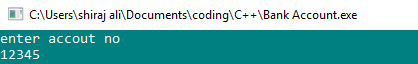 C:\Users\shiraj ali\Documents\coding\C++\Bank Account.exe
enter accout no
12345